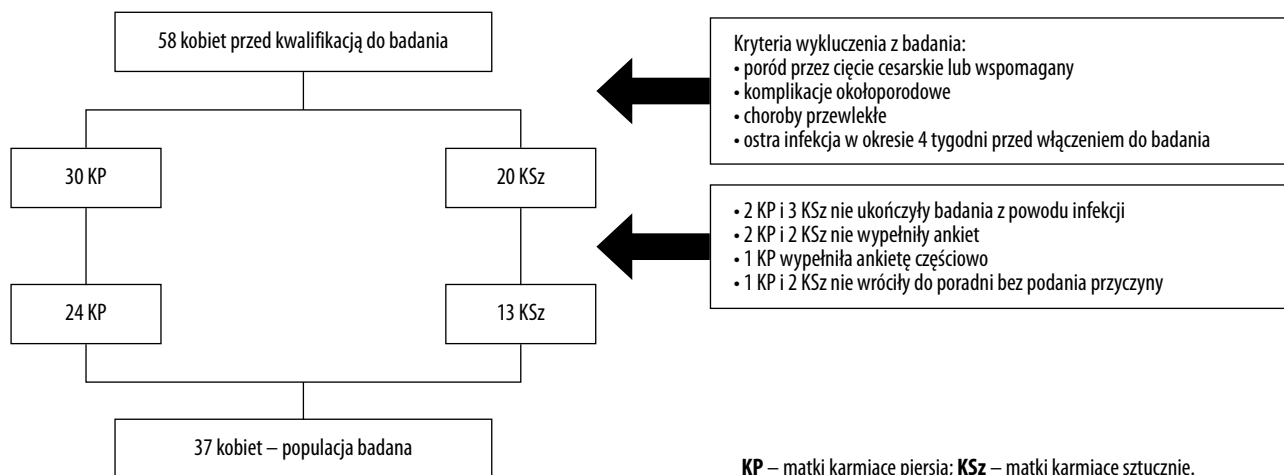 58 kobiet przed kwalifikacją do badania
Kryteria wykluczenia z badania:
• poród przez cięcie cesarskie lub wspomagany
• komplikacje okołoporodowe
• choroby przewlekłe
• ostra infekcja w okresie 4 tygodni przed włączeniem do badania
30 KP
20 KSz
• 2 KP i 3 KSz nie ukończyły badania z powodu infekcji
• 2 KP i 2 KSz nie wypełniły ankiet
• 1 KP wypełniła ankietę częściowo
• 1 KP i 2 KSz nie wróciły do poradni bez podania przyczyny
24 KP
13 KSz
37 kobiet – populacja badana
KP – matki karmiące piersią; KSz – matki karmiące sztucznie.